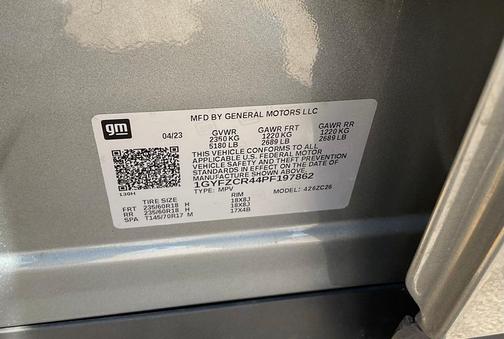 MFD BY GENERAL MOTORS LLC
gm
04/23 GVWR GAWR FRT GAWR RR
2350 KG 1220 KG 1220 KG
5180 LB 2689 LB 2689 LB
THIS VEHICLE CONFORMS TO ALL APPLICABLE
U.S. FEDERAL MOTOR
VEHICLE SAFETY AND THEFT PREVENTION
STANDARDS IN EFFECT ON THE DATE OF
MANUFACTURE SHOWN ABOVE.
1GYFZCR44PF197862
TYPE: MPV MODEL: 426ZC26
139H
TIRE SIZE RIM
FRT 235/60R18 H 18X8J
RR 235/60R18 H 18X8J
SPA T145/70R17 M 17X4B